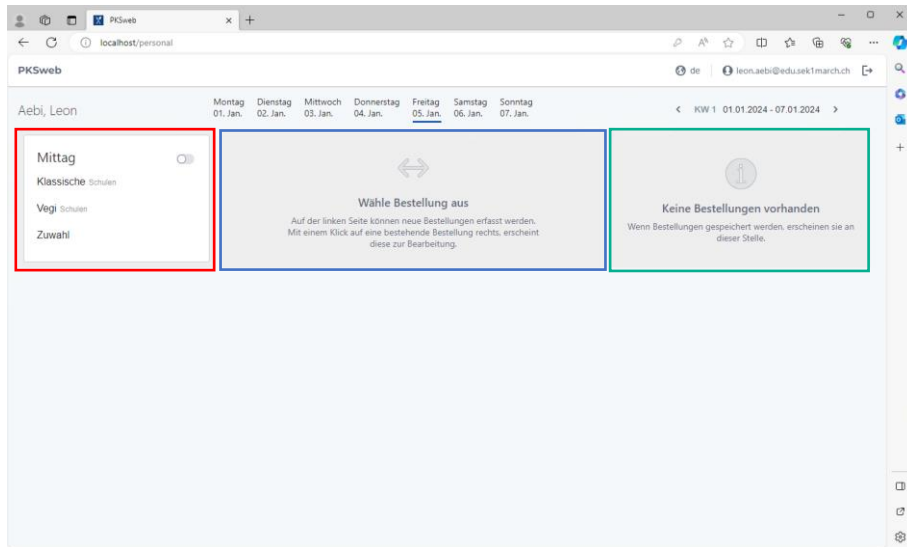 PKSweb
localhost/personal
PKSweb
de
leon.aebi@edu.sek1march.ch
Aebi, Leon
Montag Dienstag Mittwoch Donnerstag Freitag Samstag Sonntag
01. Jan. 02. Jan. 03. Jan. 04. Jan. 05. Jan. 06. Jan. 07. Jan.
KW 1 01.01.2024 - 07.01.2024
Mittag
Klassische Schulen
Vegi Schulen
Zuwahl
Wähle Bestellung aus
Auf der linken Seite können neue Bestellungen erfasst werden.
Mit einem Klick auf eine bestehende Bestellung rechts, erscheint
diese zur Bearbeitung.
Keine Bestellungen vorhanden
Wenn Bestellungen gespeichert werden, erscheinen sie an
dieser Stelle.